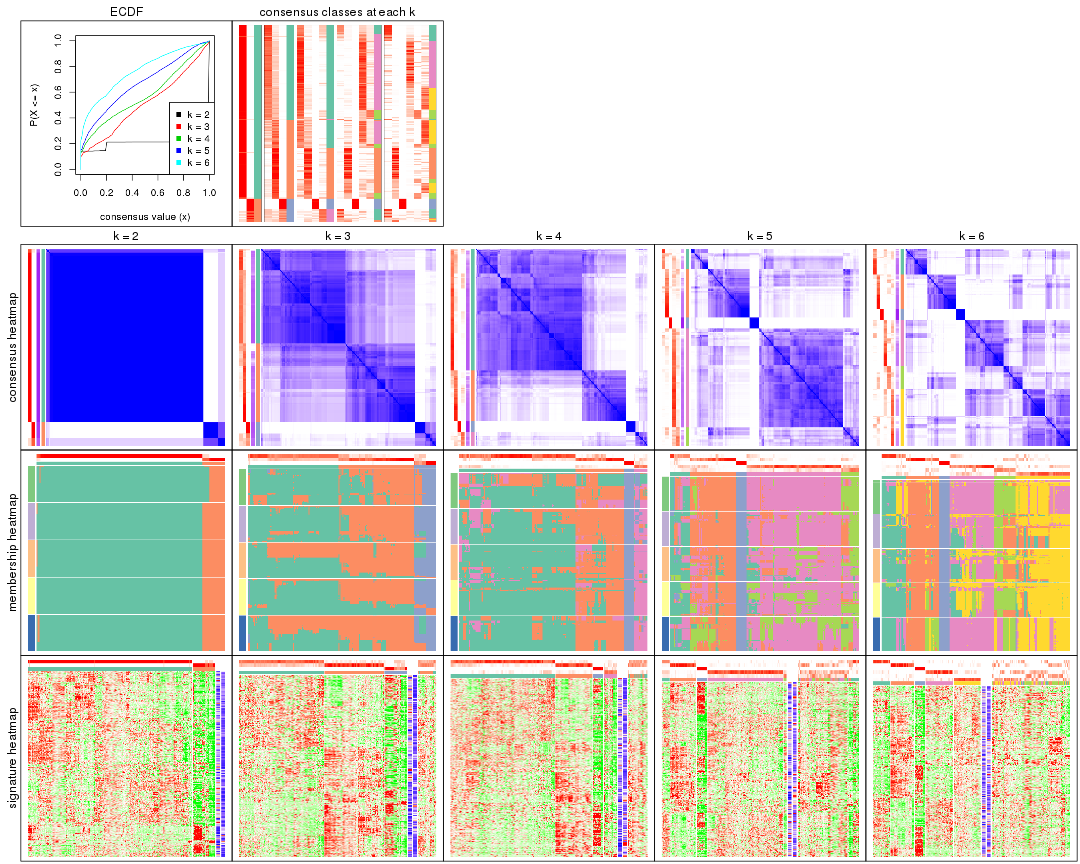 ECDF
consensus classes at each k
P(X <= x)
0.0 0.2 0.4 0.6 0.8 1.0
k = 2
k = 3
k = 4
k = 5
k = 6
0.0 0.2 0.4 0.6 0.8 1.0
consensus value (x)
k = 2
k = 3
k = 4
k = 5
k = 6
consensus heatmap
membership heatmap
signature heatmap